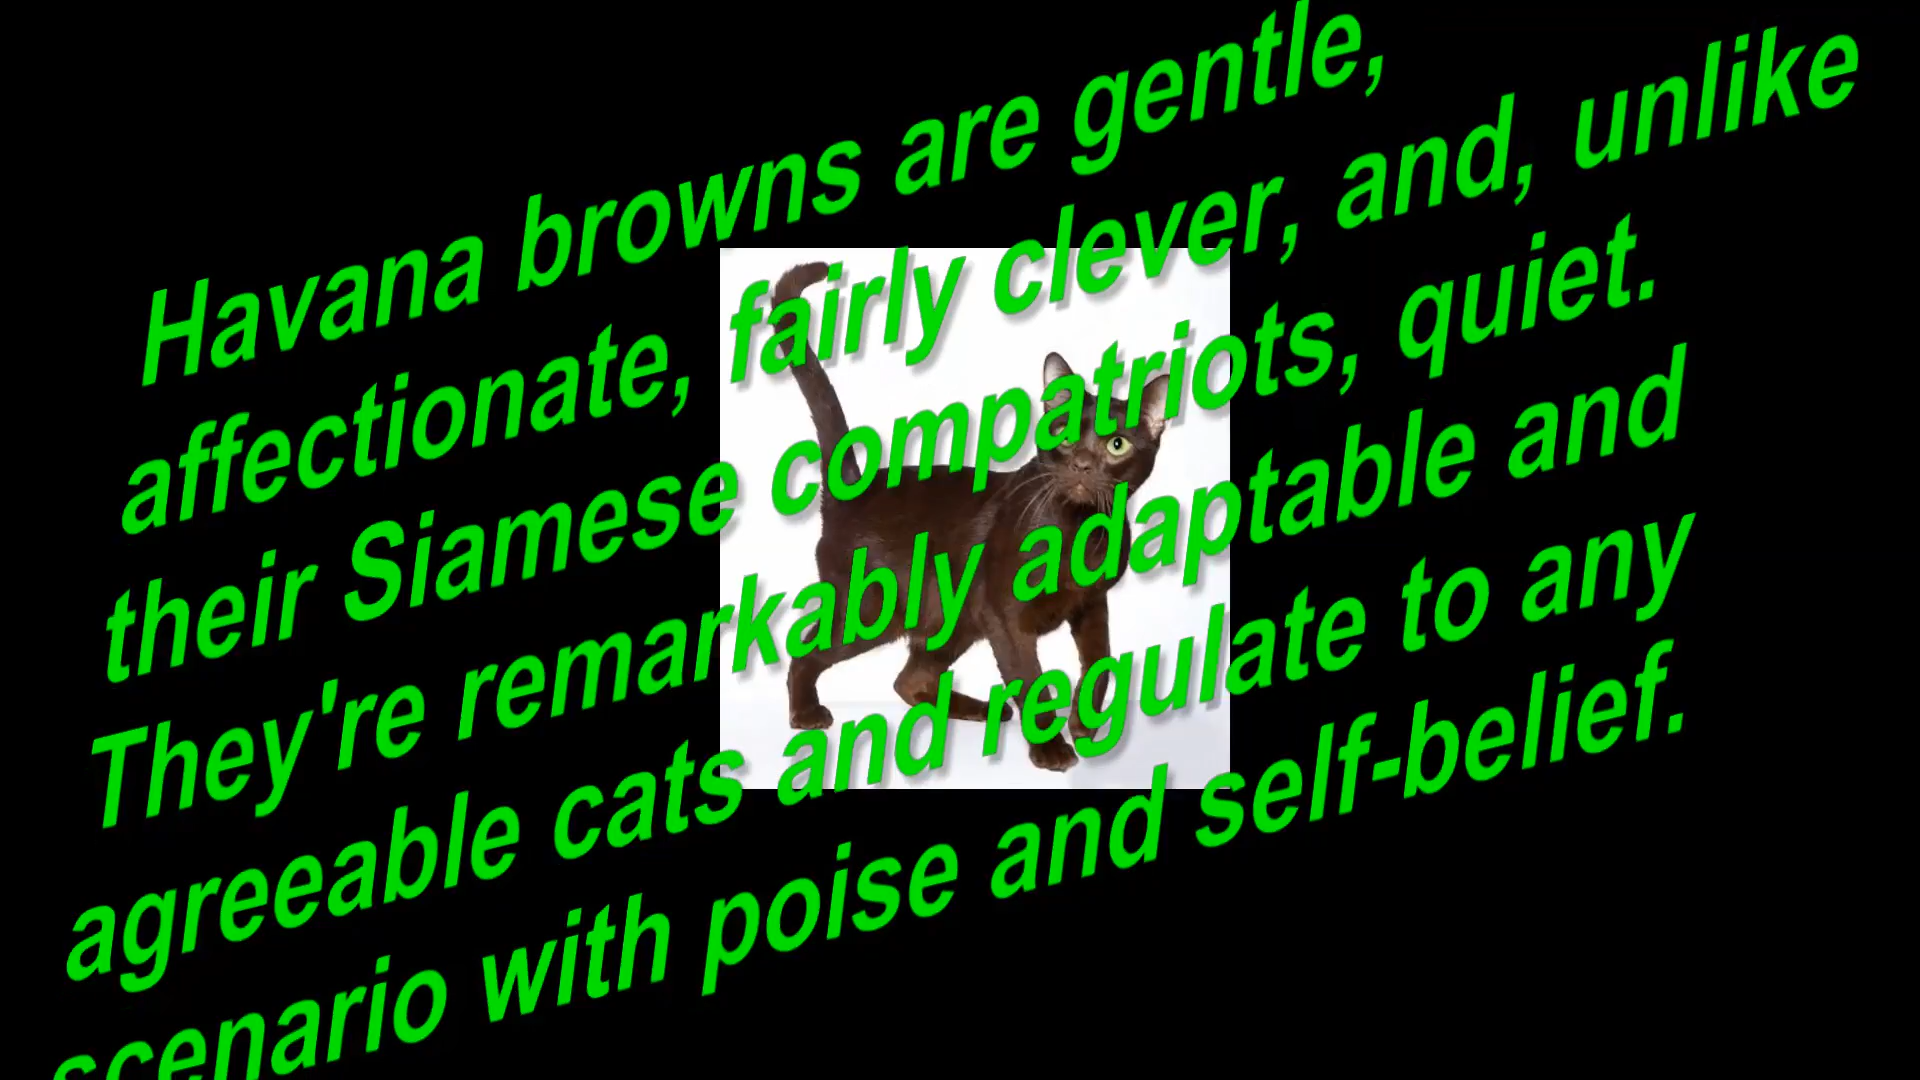 Havana browns are gentle,
affectionate, fairly clever, and, unlike
their Siamese compatriots, quiet.
They're remarkably adaptable and
agreeable cats and regulate to any
scenario with poise and self-belief.